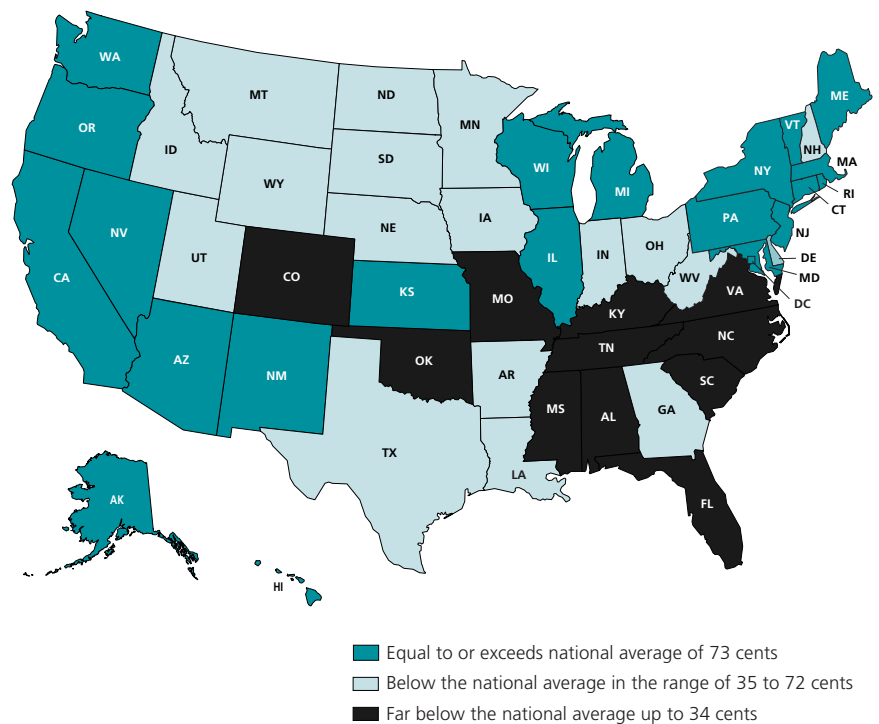 WA
MT
ND
MN
ME
OR
ID
SD
WI
MI
NY
VT
NH
MA
RI
CT
WY
IA
PA
NJ
NV
UT
NE
IL
IN
OH
DE
MD
DC
CA
CO
KS
MO
WV
VA
KY
AZ
NM
OK
AR
TN
NC
SC
MS
AL
GA
TX
LA
FL
AK
HI
Equal to or exceeds national average of 73 cents
Below the national average in the range of 35 to 72 cents
Far below the national average up to 34 cents